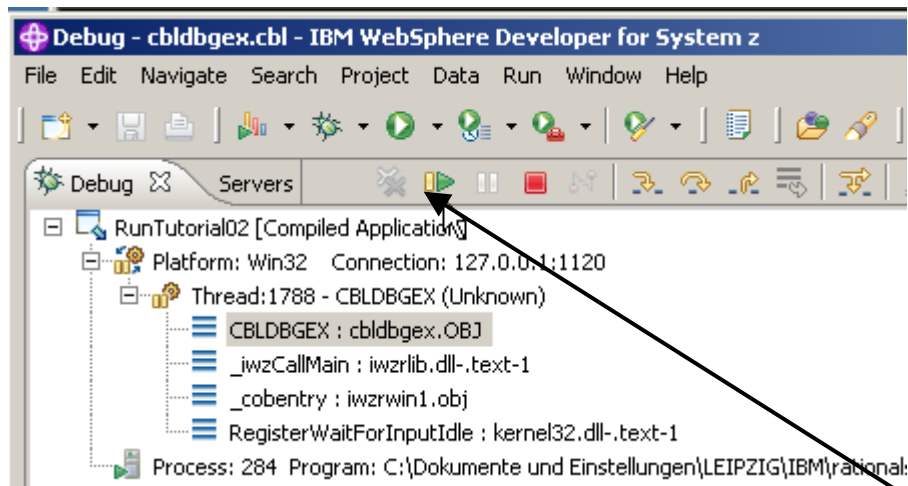 Debug - cbldbgex.cbl - IBM WebSphere Developer for System z
File Edit Navigate Search Project Data Run Window Help
Debug Servers
RunTutorial02 [Compiled Application]
Platform: Win32 Connection: 127.0.0.1:1120
Thread:1788 - CBLDBGEX (Unknown)
CBLDBGEX : cbldbgex.OBJ
_iwzCallMain : iwzrlib.dll-.text-1
_cobentry : iwzrwin1.obj
RegisterWaitForInputIdle : kernel32.dll-.text-1
Process: 284 Program: C:\Dokumente und Einstellungen\LEIPZIG\IBM\rationals